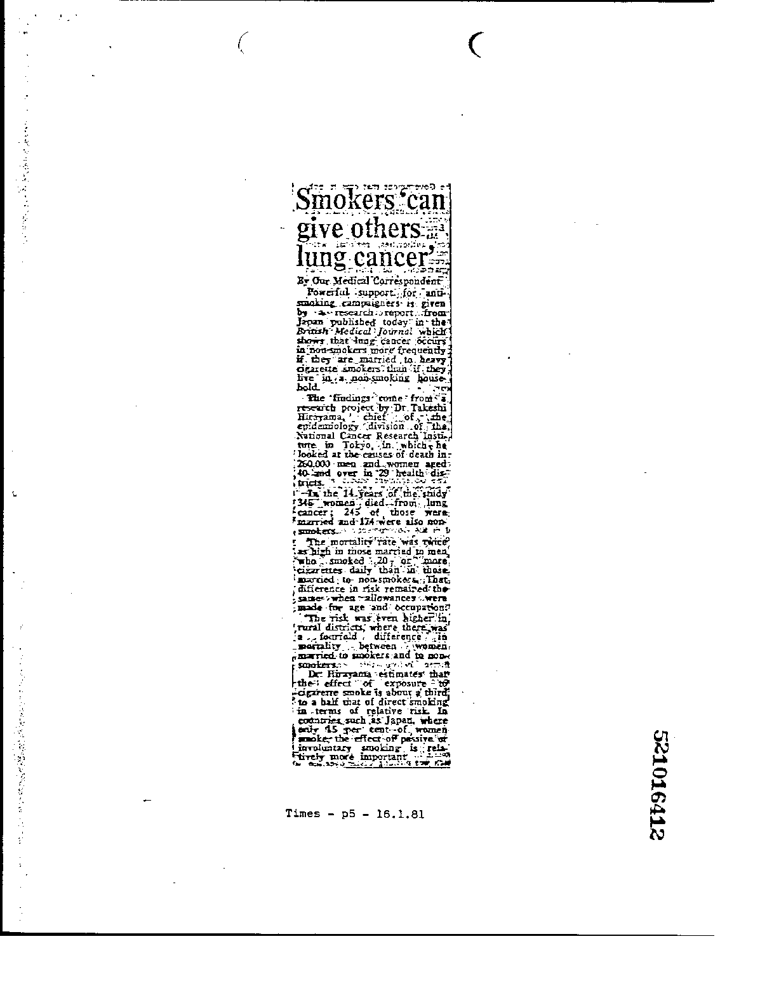 Smokers 'can
give others
lung cancer'
By Our Medical Correspondent
Powerful support for anti-
smoking campaigners is given
by a research report from
Japan published today in the
British Medical Journal which
shows that lung cancer occurs
in non-smokers more frequently
if they are married to heavy
cigarette smokers than if they
live in a non-smoking house-
hold.
The findings come from a
research project by Dr Takeshi
Hirayama, chief of the
epidemiology division of the
National Cancer Research Insti-
tute in Tokyo, in which he
looked at the causes of death in
260,000 men and women aged
40 and over in 29 health dis-
tricts.
In the 14 years of the study
346 women died from lung
cancer; 245 of those were
married and 174 were also non-
smokers.
The mortality rate was twice
as high in those married to men
who smoked 20 or more
cigarettes daily than in those
married to non-smokers. That
difference in risk remained the
same when allowances were
made for age and occupation.
The risk was even higher in
rural districts, where there was
a fourfold difference in
mortality between women
married to smokers and to non-
smokers.
Dr Hirayama estimates that
the effect of exposure to
cigarette smoke is about a third
to a half that of direct smoking
in terms of relative risk. In
countries such as Japan, where
only 15 per cent of women
smoke, the effect of passive or
involuntary smoking is rela-
tively more important
Times - p5 - 16.1.81
521016412